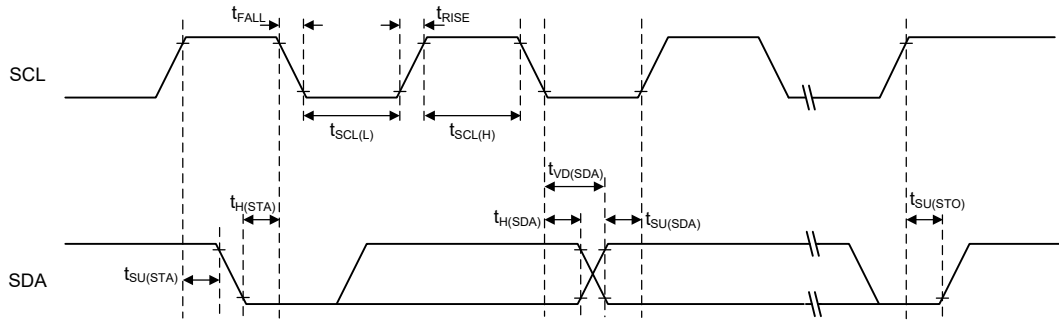 tFALL
tRISE
SCL
tSCL(L)
tSCL(H)
tVD(SDA)
tH(STA)
tH(SDA)
tSU(SDA)
tSU(STO)
tSU(STA)
SDA